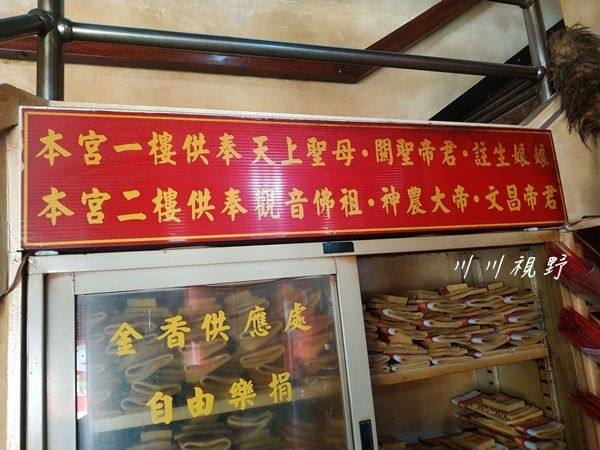 本宮一樓供奉天上聖母·關聖帝君·註生娘娘
本宮二樓供奉觀音佛祖·神農大帝·文昌帝君
川川視野
金香供應處
自由樂捐